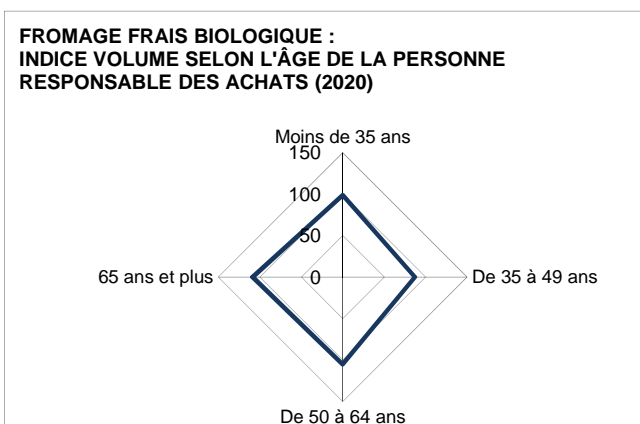 FROMAGE FRAIS BIOLOGIQUE :
INDICE VOLUME SELON L'ÂGE DE LA PERSONNE
RESPONSABLE DES ACHATS (2020)
Moins de 35 ans
150
100
50
65 ans et plus
0
De 35 à 49 ans
De 50 à 64 ans